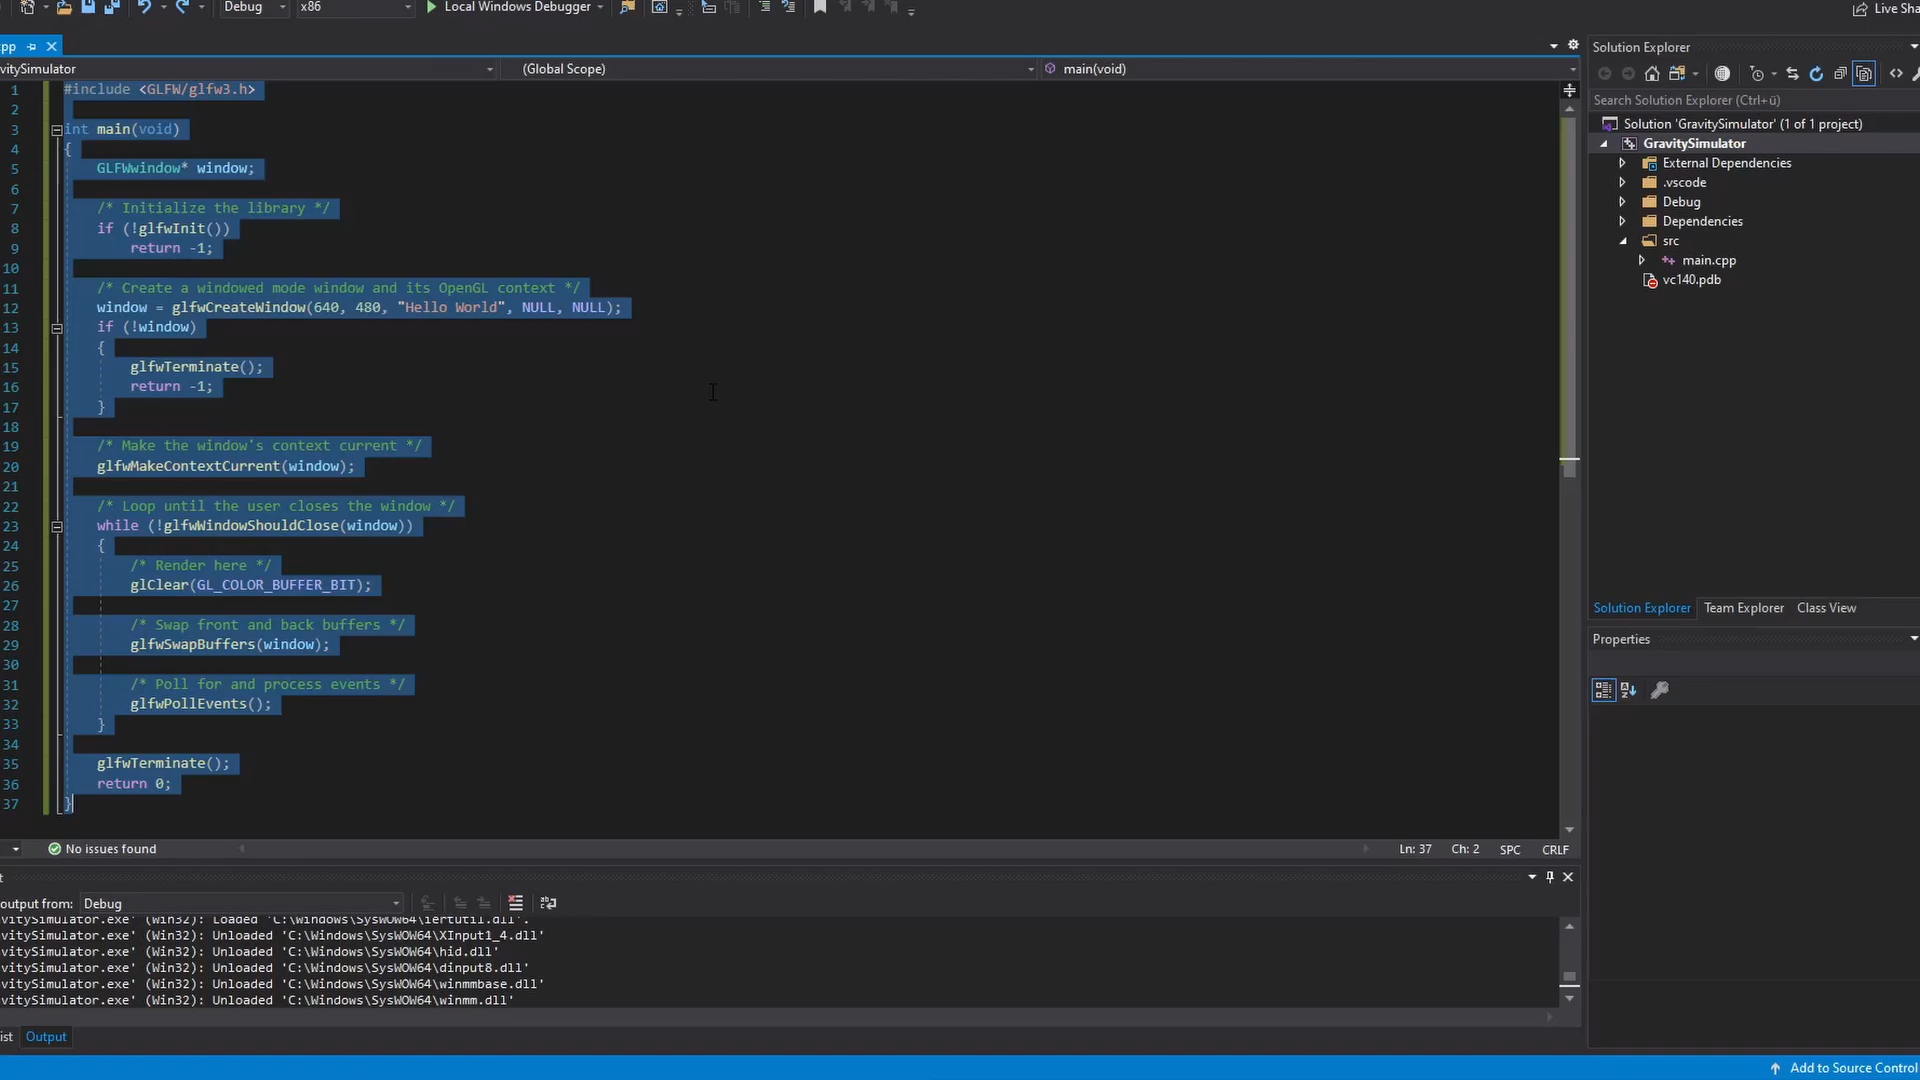 Debug
x86
Local Windows Debugger
Live Sha
pp
vitySimulator
(Global Scope)
main(void)
1 #include <GLFW/glfw3.h>
2
3 int main(void)
4 {
5 GLFWwindow* window;
6
7 /* Initialize the library */
8 if (!glfwInit())
9 return -1;
10
11 /* Create a windowed mode window and its OpenGL context */
12 window = glfwCreateWindow(640, 480, "Hello World", NULL, NULL);
13 if (!window)
14 {
15 glfwTerminate();
16 return -1;
17 }
18
19 /* Make the window's context current */
20 glfwMakeContextCurrent(window);
21
22 /* Loop until the user closes the window */
23 while (!glfwWindowShouldClose(window))
24 {
25 /* Render here */
26 glClear(GL_COLOR_BUFFER_BIT);
27
28 /* Swap front and back buffers */
29 glfwSwapBuffers(window);
30
31 /* Poll for and process events */
32 glfwPollEvents();
33 }
34
35 glfwTerminate();
36 return 0;
37 }
No issues found
Ln: 37 Ch: 2 SPC CRLF
t
output from: Debug
vitySimulator.exe' (Win32): Loaded 'C:\Windows\SysWOW64\iertutil.dll'.
vitySimulator.exe' (Win32): Unloaded 'C:\Windows\SysWOW64\XInput1_4.dll'
vitySimulator.exe' (Win32): Unloaded 'C:\Windows\SysWOW64\hid.dll'
vitySimulator.exe' (Win32): Unloaded 'C:\Windows\SysWOW64\dinput8.dll'
vitySimulator.exe' (Win32): Unloaded 'C:\Windows\SysWOW64\winmmbase.dll'
vitySimulator.exe' (Win32): Unloaded 'C:\Windows\SysWOW64\winmm.dll'
ist Output
Solution Explorer
Search Solution Explorer (Ctrl+ü)
Solution 'GravitySimulator' (1 of 1 project)
GravitySimulator
External Dependencies
.vscode
Debug
Dependencies
src
main.cpp
vc140.pdb
Solution Explorer Team Explorer Class View
Properties
Add to Source Control